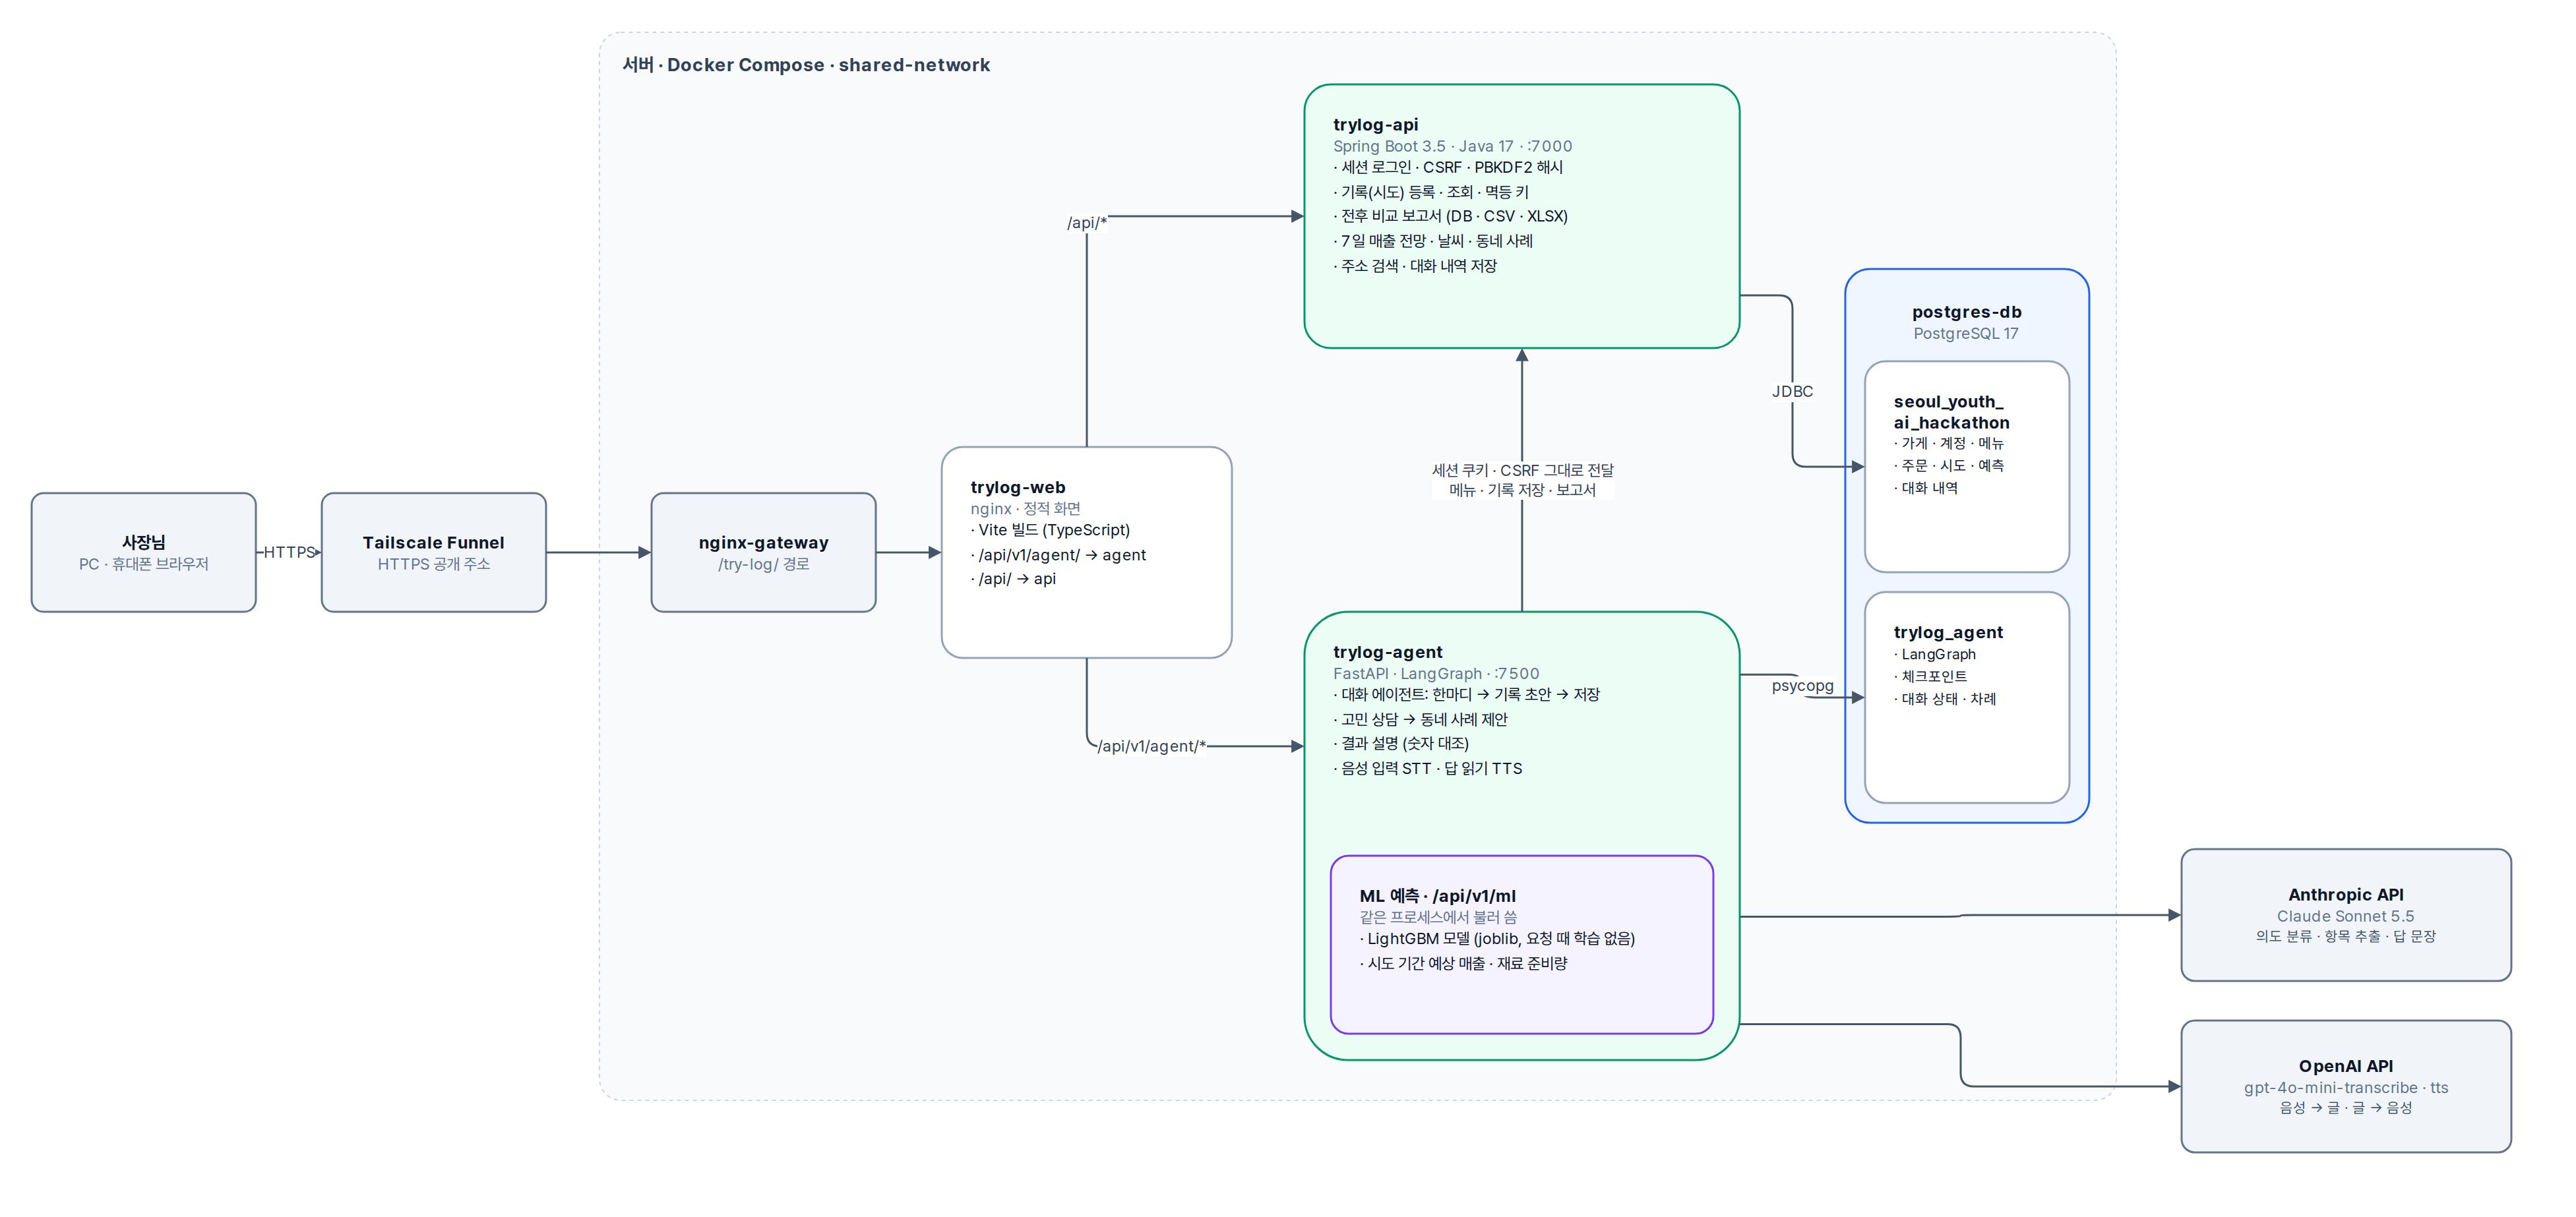 서버 · Docker Compose · shared-network
사장님
PC · 휴대폰 브라우저
HTTPS
Tailscale Funnel
HTTPS 공개 주소
nginx-gateway
/try-log/ 경로
trylog-web
nginx · 정적 화면
· Vite 빌드 (TypeScript)
· /api/v1/agent/ → agent
· /api/ → api
/api/*
/api/v1/agent/*
trylog-api
Spring Boot 3.5 · Java 17 · :7000
· 세션 로그인 · CSRF · PBKDF2 해시
· 기록(시도) 등록 · 조회 · 멱등 키
· 전후 비교 보고서 (DB · CSV · XLSX)
· 7일 매출 전망 · 날씨 · 동네 사례
· 주소 검색 · 대화 내역 저장
세션 쿠키 · CSRF 그대로 전달
메뉴 · 기록 저장 · 보고서
trylog-agent
FastAPI · LangGraph · :7500
· 대화 에이전트: 한마디 → 기록 초안 → 저장
· 고민 상담 → 동네 사례 제안
· 결과 설명 (숫자 대조)
· 음성 입력 STT · 답 읽기 TTS
ML 예측 · /api/v1/ml
같은 프로세스에서 불러 씀
· LightGBM 모델 (joblib, 요청 때 학습 없음)
· 시도 기간 예상 매출 · 재료 준비량
JDBC
psycopg
postgres-db
PostgreSQL 17
seoul_youth_
ai_hackathon
· 가게 · 계정 · 메뉴
· 주문 · 시도 · 예측
· 대화 내역
trylog_agent
· LangGraph
· 체크포인트
· 대화 상태 · 차례
Anthropic API
Claude Sonnet 5.5
의도 분류 · 항목 추출 · 답 문장
OpenAI API
gpt-4o-mini-transcribe · tts
음성 → 글 · 글 → 음성